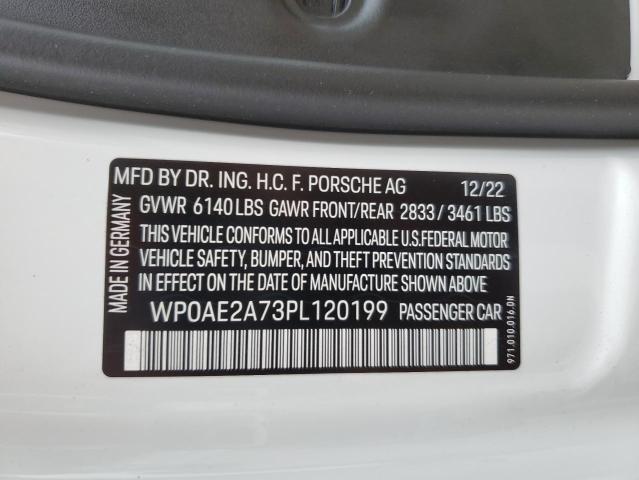 MFD BY DR. ING. H.C. F. PORSCHE AG 12/22
GVWR 6140 LBS GAWR FRONT/REAR 2833 / 3461 LBS
THIS VEHICLE CONFORMS TO ALL APPLICABLE U.S.FEDERAL MOTOR
VEHICLE SAFETY, BUMPER, AND THEFT PREVENTION STANDARDS
IN EFFECT ON THE DATE OF MANUFACTURE SHOWN ABOVE
WP0AE2A73PL120199 PASSENGER CAR
MADE IN GERMANY
971.010.016.DN